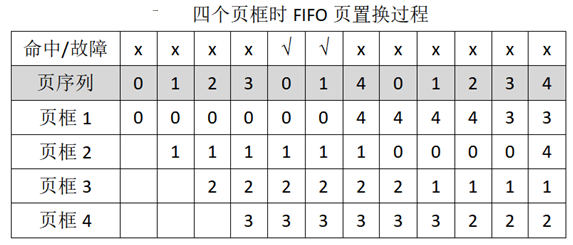 四个页框时 FIFO 页置换过程
命中/故障 x x x x √ √ x x x x x x
页序列 0 1 2 3 0 1 4 0 1 2 3 4
页框 1 0 0 0 0 0 0 4 4 4 4 3 3
页框 2 1 1 1 1 1 1 0 0 0 0 4
页框 3 2 2 2 2 2 2 1 1 1 1
页框 4 3 3 3 3 3 3 2 2 2